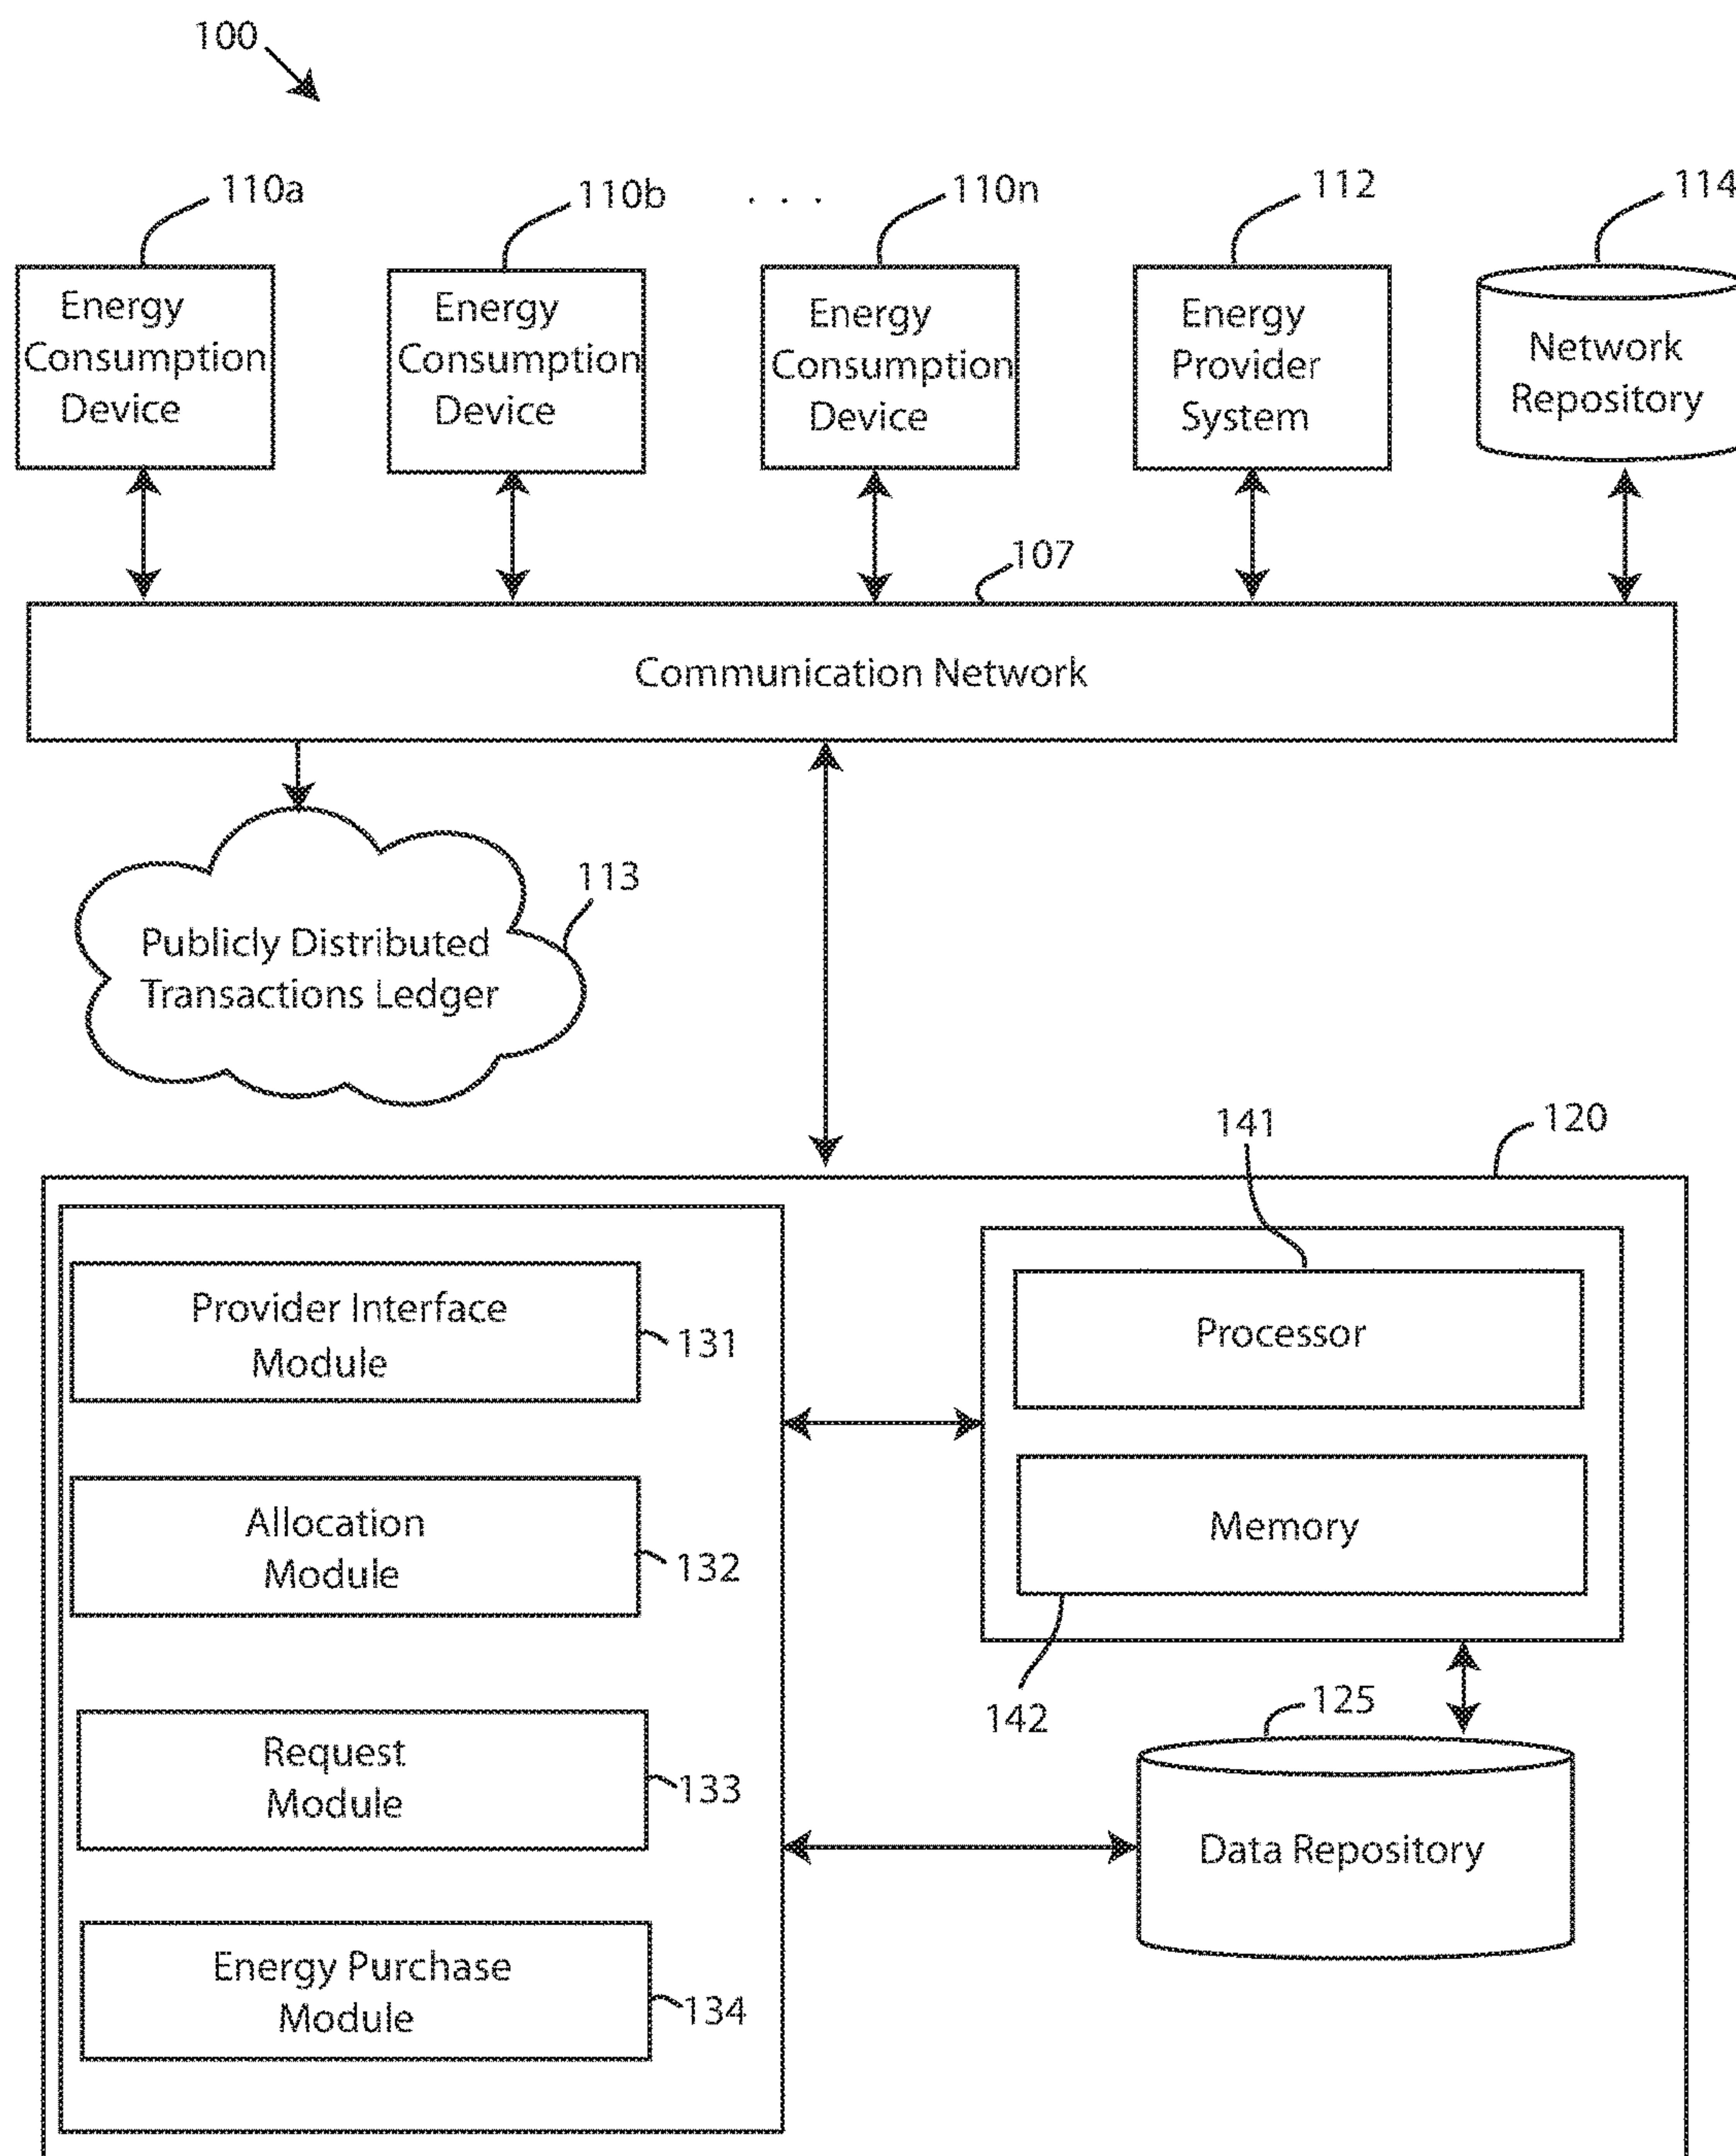 100
110a
110b
. . .
110n
112
114
Energy
Consumption
Device
Energy
Consumption
Device
Energy
Consumption
Device
Energy
Provider
System
Network
Repository
107
Communication Network
113
Publicly Distributed
Transactions Ledger
141
120
Provider Interface
Module
131
Processor
Allocation
Module
132
Memory
142
125
Request
Module
133
Data Repository
Energy Purchase
Module
134